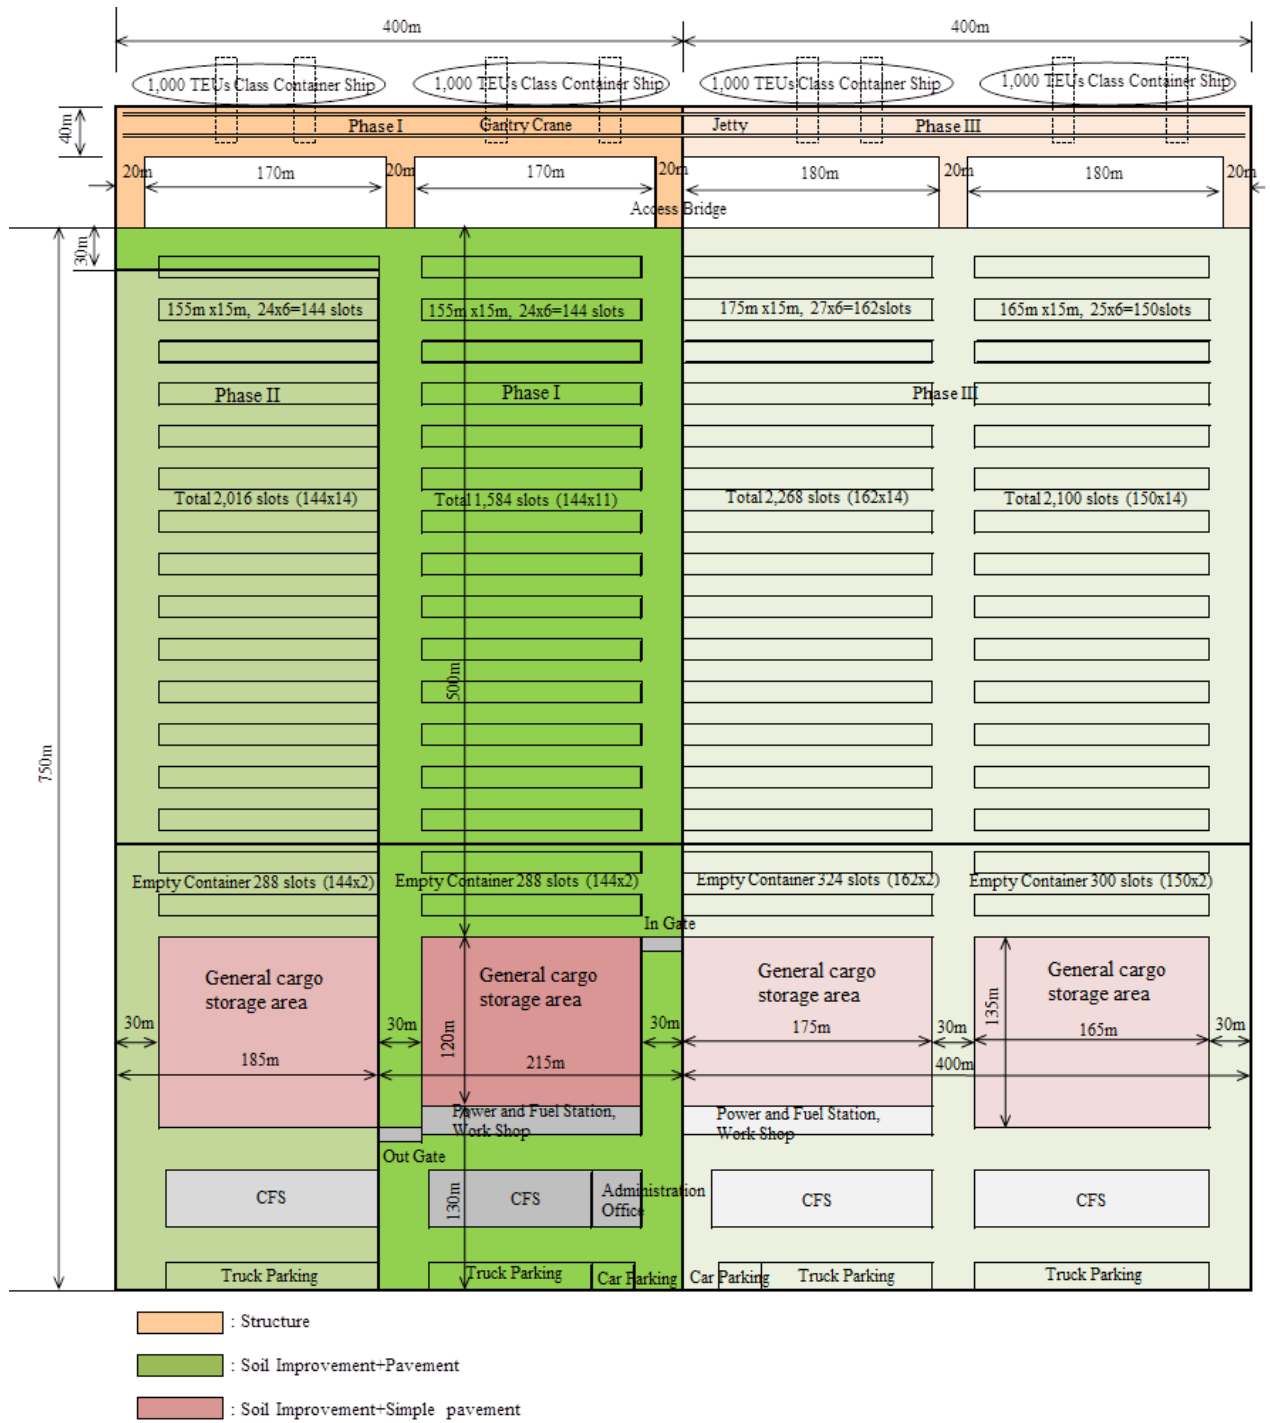 400m
400m
1,000 TEUs Class Container Ship
1,000 TEUs Class Container Ship
1,000 TEUs Class Container Ship
1,000 TEUs Class Container Ship
40m
Phase I
Gantry Crane
Jetty
Phase III
20m
170m
20m
170m
20m
180m
20m
180m
20m
Access Bridge
30m
155m x15m, 24x6=144 slots
155m x15m, 24x6=144 slots
175m x15m, 27x6=162slots
165m x15m, 25x6=150slots
Phase II
Phase I
Phase III
Total 2,016 slots (144x14)
Total 1,584 slots (144x11)
Total 2,268 slots (162x14)
Total 2,100 slots (150x14)
500m
750m
Empty Container 288 slots (144x2)
Empty Container 288 slots (144x2)
Empty Container 324 slots (162x2)
Empty Container 300 slots (150x2)
In Gate
General cargo
storage area
General cargo
storage area
General cargo
storage area
General cargo
storage area
30m
30m
120m
30m
175m
30m
135m
165m
30m
185m
215m
400m
Power and Fuel Station,
Work Shop
Power and Fuel Station,
Work Shop
Out Gate
130m
CFS
CFS
Administration
Office
CFS
CFS
Truck Parking
Truck Parking
Car Parking
Car Parking
Truck Parking
Truck Parking
: Structure
: Soil Improvement+Pavement
: Soil Improvement+Simple pavement